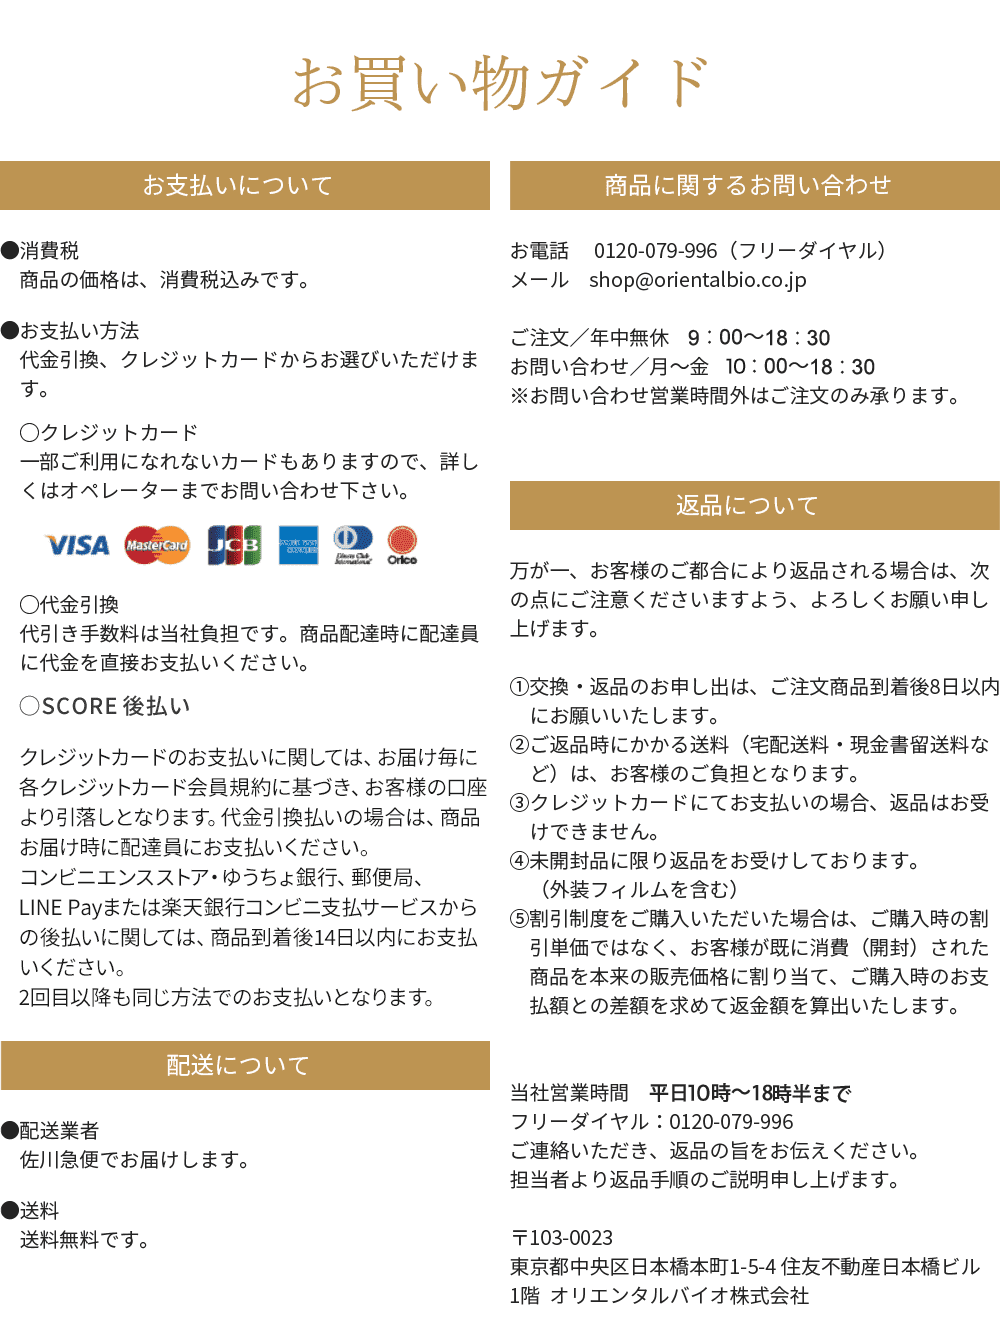 お買い物ガイド
お支払いについて
●消費税
商品の価格は、消費税込みです。
●お支払い方法
代金引換、クレジットカードからお選びいただけま
す。
〇クレジットカード
一部ご利用になれないカードもありますので、詳し
くはオペレーターまでお問い合わせ下さい。
VISA MasterCard JCB AMERICAN EXPRESS Diners Club International Orico
〇代金引換
代引き手数料は当社負担です。商品配達時に配達員
に代金を直接お支払いください。
〇SCORE 後払い
クレジットカードのお支払いに関しては、お届け毎に
各クレジットカード会員規約に基づき、お客様の口座
より引落しとなります。代金引換払いの場合は、商品
お届け時に配達員にお支払いください。
コンビニエンスストア・ゆうちょ銀行、郵便局、
LINE Payまたは楽天銀行コンビニ支払サービスから
の後払いに関しては、商品到着後14日以内にお支払
いください。
2回目以降も同じ方法でのお支払いとなります。
配送について
●配送業者
佐川急便でお届けします。
●送料
送料無料です。
商品に関するお問い合わせ
お電話　0120-079-996（フリーダイヤル）
メール　shop@orientalbio.co.jp
ご注文／年中無休　9：00〜18：30
お問い合わせ／月〜金　10：00〜18：30
※お問い合わせ営業時間外はご注文のみ承ります。
返品について
万が一、お客様のご都合により返品される場合は、次
の点にご注意くださいますよう、よろしくお願い申し
上げます。
①交換・返品のお申し出は、ご注文商品到着後8日以内
にお願いいたします。
②ご返品時にかかる送料（宅配送料・現金書留送料な
ど）は、お客様のご負担となります。
③クレジットカードにてお支払いの場合、返品はお受
けできません。
④未開封品に限り返品をお受けしております。
（外装フィルムを含む）
⑤割引制度をご購入いただいた場合は、ご購入時の割
引単価ではなく、お客様が既に消費（開封）された
商品を本来の販売価格に割り当て、ご購入時のお支
払額との差額を求めて返金額を算出いたします。
当社営業時間　平日10時〜18時半まで
フリーダイヤル：0120-079-996
ご連絡いただき、返品の旨をお伝えください。
担当者より返品手順のご説明申し上げます。
〒103-0023
東京都中央区日本橋本町1-5-4 住友不動産日本橋ビル
1階 オリエンタルバイオ株式会社